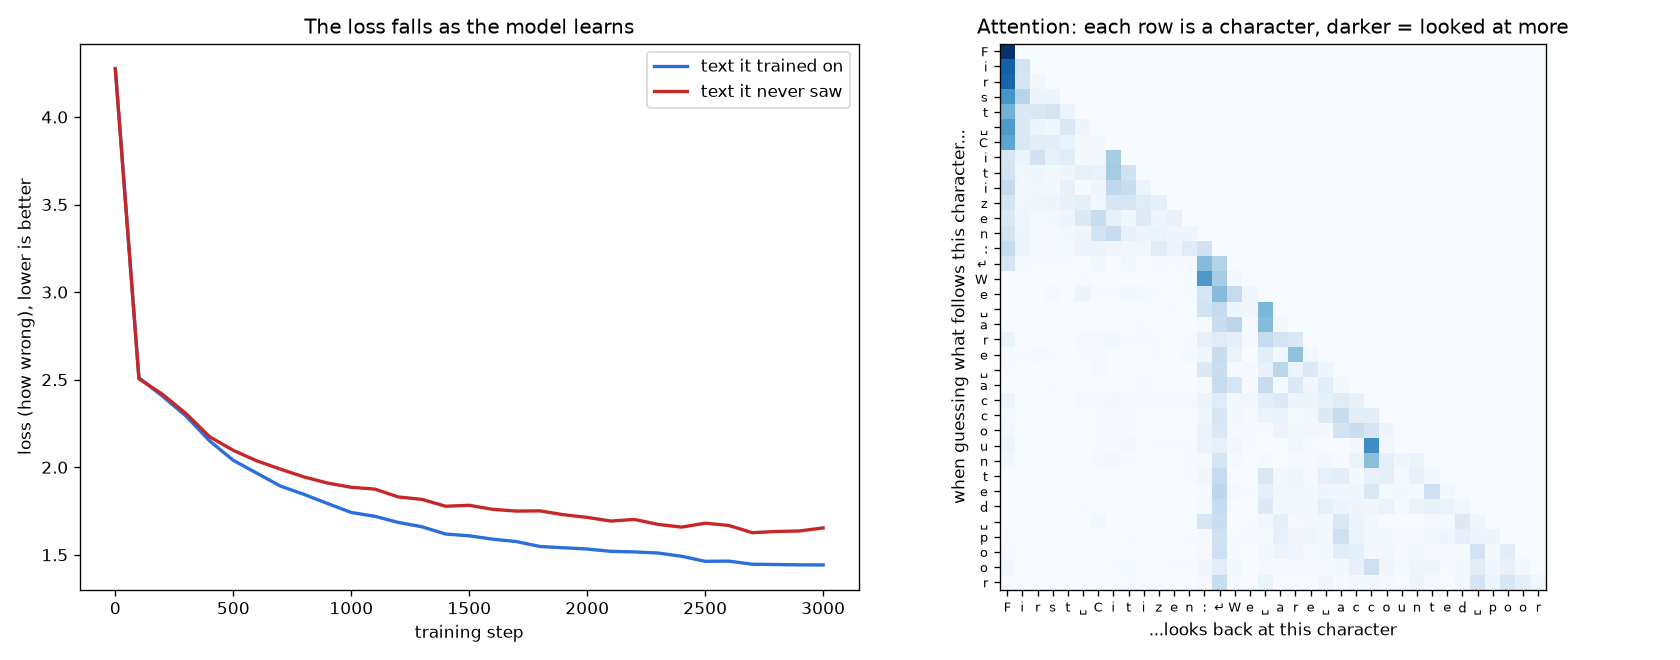 The loss falls as the model learns
loss (how wrong), lower is better
4.0
3.5
3.0
2.5
2.0
1.5
text it trained on
text it never saw
0 500 1000 1500 2000 2500 3000
training step
Attention: each row is a character, darker = looked at more
when guessing what follows this character...
F
i
r
s
t
␣
C
i
t
i
z
e
n
:
↵
W
e
␣
a
r
e
␣
a
c
c
o
u
n
t
e
d
␣
p
o
o
r
F i r s t ␣ C i t i z e n : ↵ W e ␣ a r e ␣ a c c o u n t e d ␣ p o o r
...looks back at this character